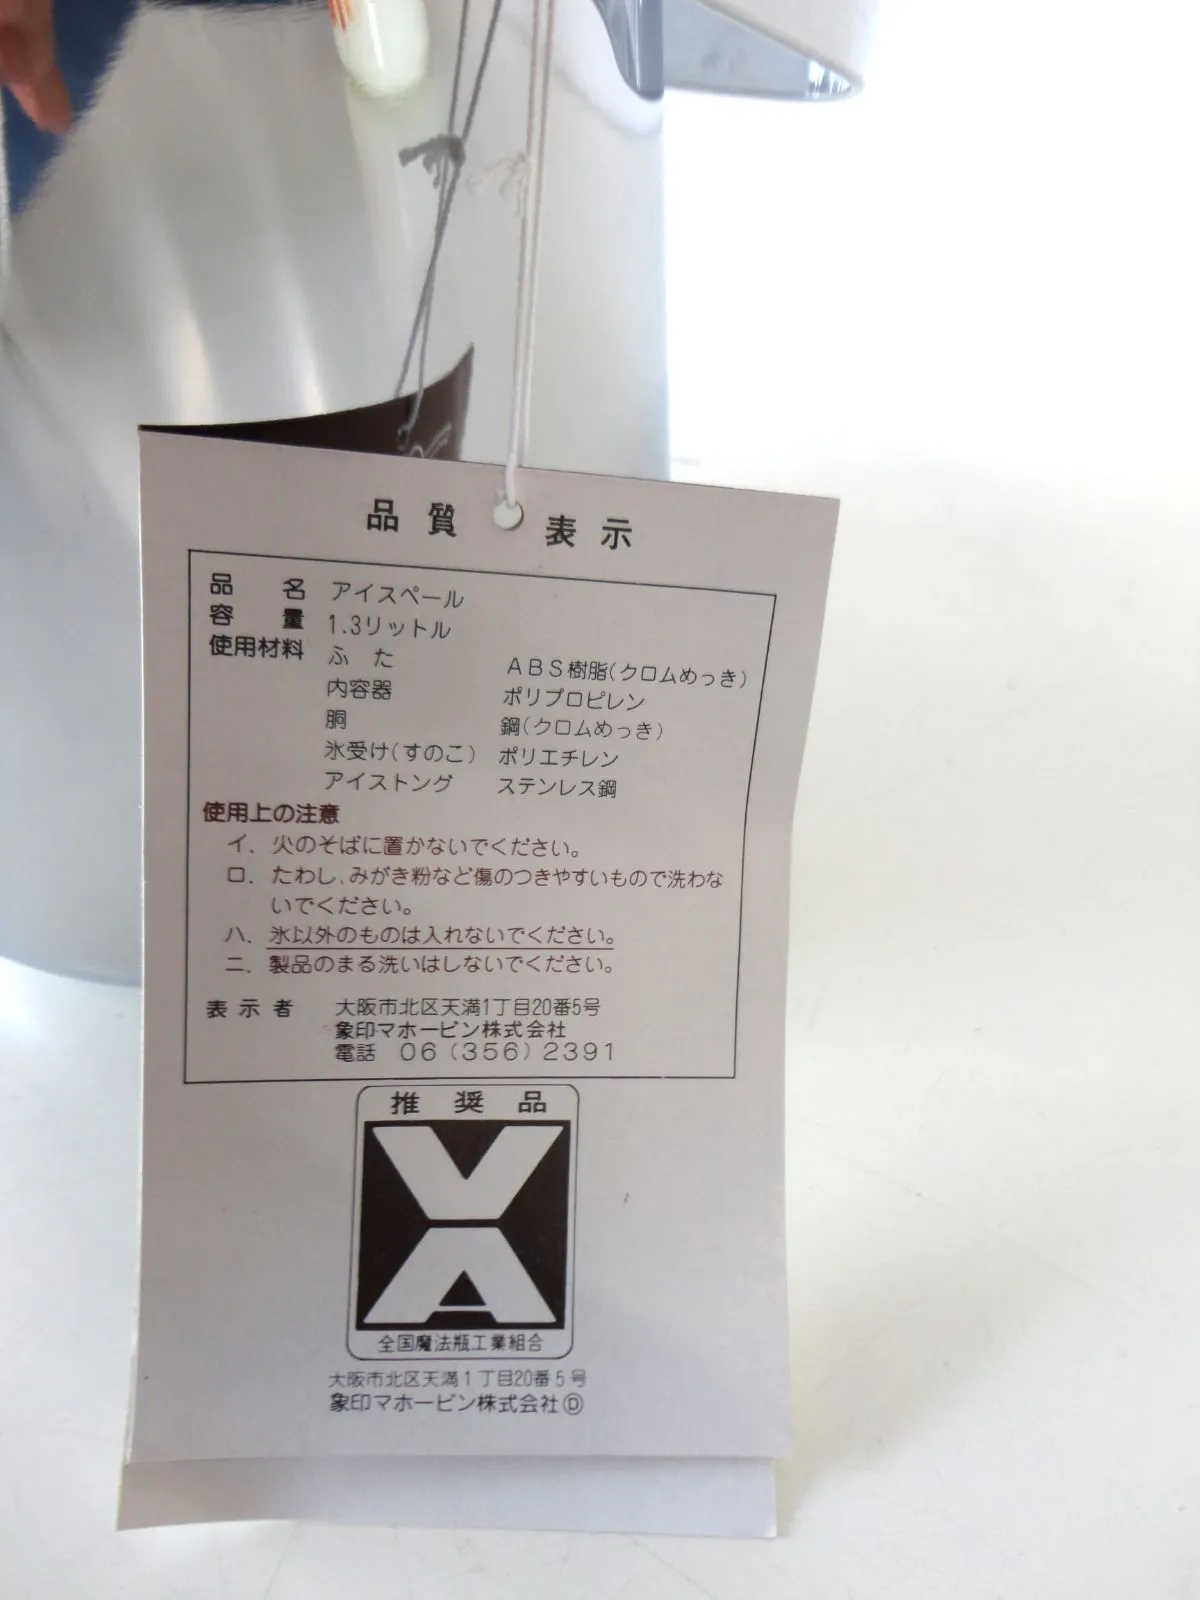 品質表示
品名 アイスペール
容量 1.3リットル
使用材料 ふた ABS樹脂(クロムめっき)
内容器 ポリプロピレン
胴 鋼(クロムめっき)
氷受け(すのこ) ポリエチレン
アイストング ステンレス鋼
使用上の注意
イ. 火のそばに置かないでください。
ロ. たわし、みがき粉など傷のつきやすいもので洗わな
いでください。
ハ. 氷以外のものは入れないでください。
ニ. 製品のまる洗いはしないでください。
表示者 大阪市北区天満1丁目20番5号
象印マホービン株式会社
電話 06(356)2391
推奨品
VA
全国魔法瓶工業組合
大阪市北区天満1丁目20番5号
象印マホービン株式会社Ⓓ